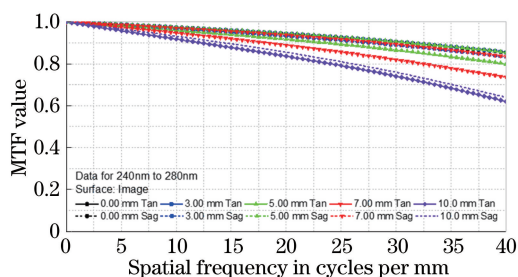 1.0
0.8
0.6
0.4
0.2
0
MTF value
Data for 240nm to 280nm
Surface: Image
0.00 mm Tan 3.00 mm Tan 5.00 mm Tan 7.00 mm Tan 10.0 mm Tan
0.00 mm Sag 3.00 mm Sag 5.00 mm Sag 7.00 mm Sag 10.0 mm Sag
0 5 10 15 20 25 30 35 40
Spatial frequency in cycles per mm